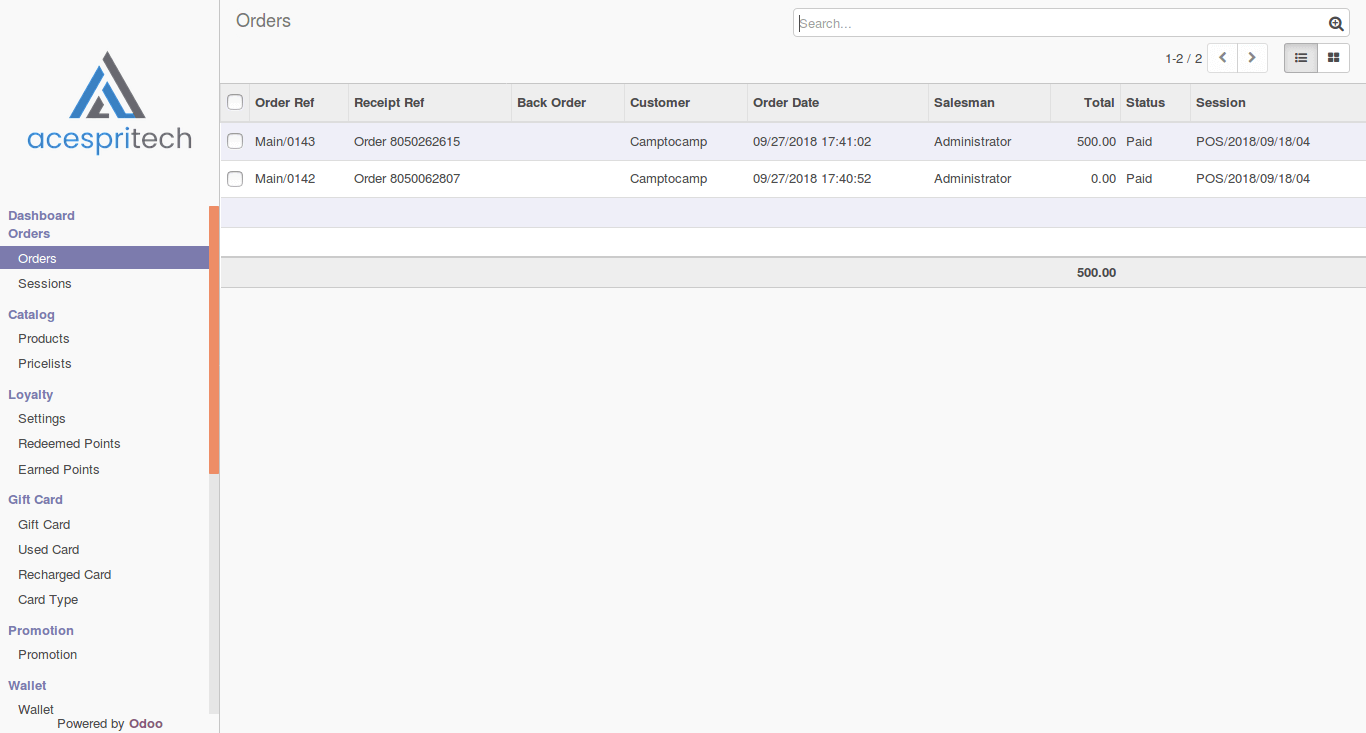 acespritech
Dashboard
Orders
Orders
Sessions
Catalog
Products
Pricelists
Loyalty
Settings
Redeemed Points
Earned Points
Gift Card
Gift Card
Used Card
Recharged Card
Card Type
Promotion
Promotion
Wallet
Wallet
Powered by Odoo
Orders
Search...
1-2 / 2
Order Ref Receipt Ref Back Order Customer Order Date Salesman Total Status Session
Main/0143 Order 8050262615 Camptocamp 09/27/2018 17:41:02 Administrator 500.00 Paid POS/2018/09/18/04
Main/0142 Order 8050062807 Camptocamp 09/27/2018 17:40:52 Administrator 0.00 Paid POS/2018/09/18/04
500.00